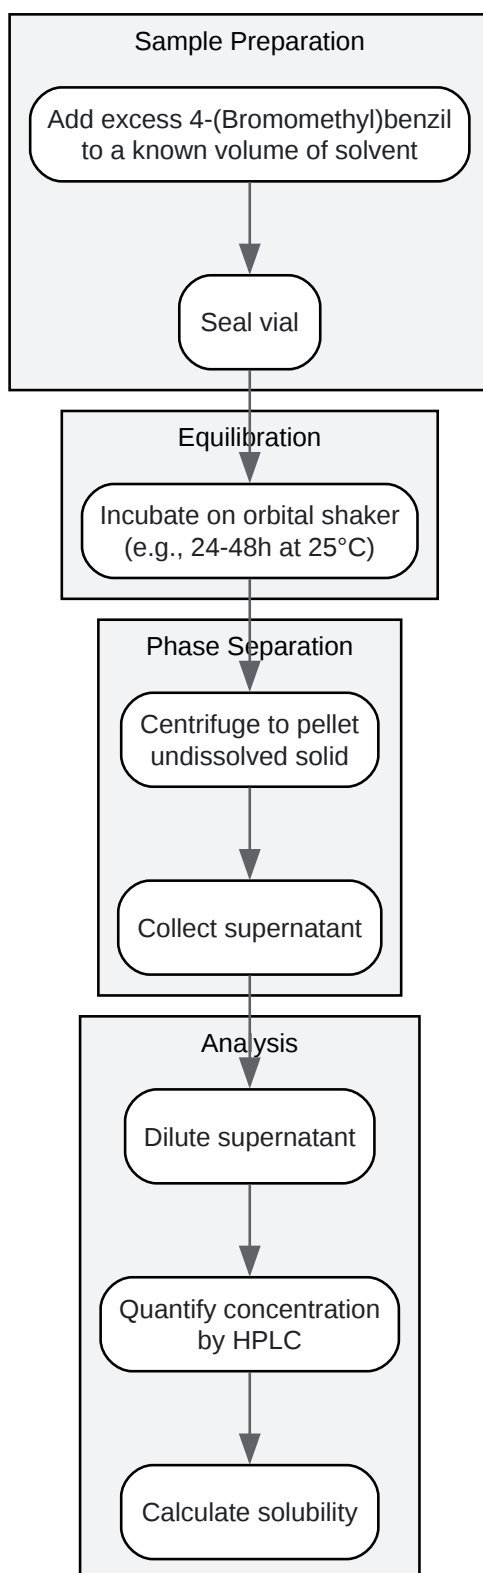 Sample Preparation
Add excess 4-(Bromomethyl)benzil
to a known volume of solvent
Seal vial
Equilibration
Incubate on orbital shaker
(e.g., 24-48h at 25°C)
Phase Separation
Centrifuge to pellet
undissolved solid
Collect supernatant
Analysis
Dilute supernatant
Quantify concentration
by HPLC
Calculate solubility